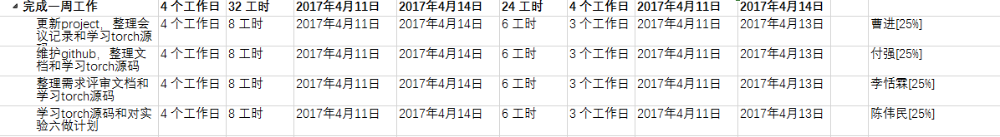 完成一周工作 4 个工作日 32 工时 2017年4月11日 2017年4月14日 24 工时 4 个工作日 2017年4月11日 2017年4月14日
更新project，整理会 4 个工作日 8 工时 2017年4月11日 2017年4月14日 6 工时 3 个工作日 2017年4月11日 2017年4月13日 曹进[25%]
议记录和学习torch源
码
维护github，整理文 4 个工作日 8 工时 2017年4月11日 2017年4月14日 6 工时 3 个工作日 2017年4月11日 2017年4月13日 付强[25%]
档和学习torch源码
整理需求评审文档和 4 个工作日 8 工时 2017年4月11日 2017年4月14日 6 工时 3 个工作日 2017年4月11日 2017年4月13日 李恬霖[25%]
学习torch源码
学习torch源码和对实 4 个工作日 8 工时 2017年4月11日 2017年4月14日 6 工时 3 个工作日 2017年4月11日 2017年4月13日 陈伟民[25%]
验六做计划